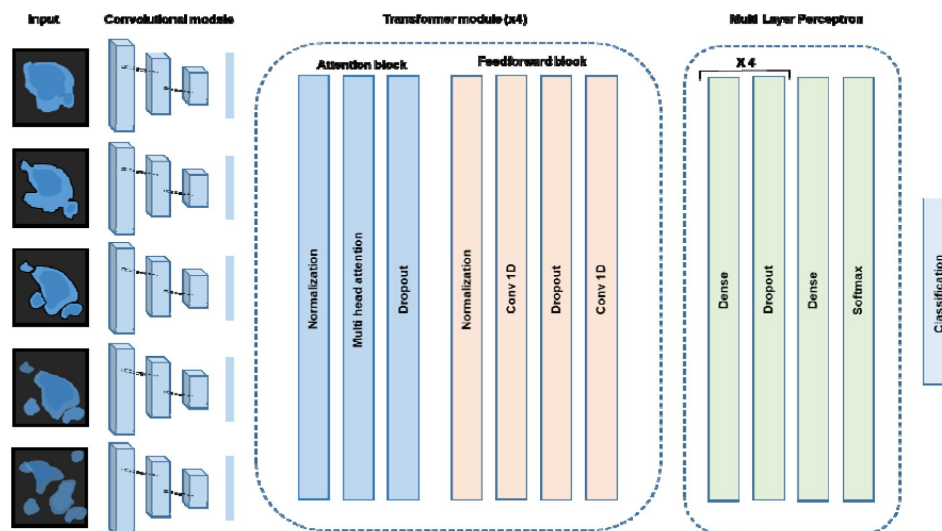 Input
Convolutional module
Transformer module (x4)
Multi Layer Perceptron
Attention block
Feedforward block
X 4
Normalization
Multi head attention
Dropout
Normalization
Conv 1D
Dropout
Conv 1D
Dense
Dropout
Dense
Softmax
Classification